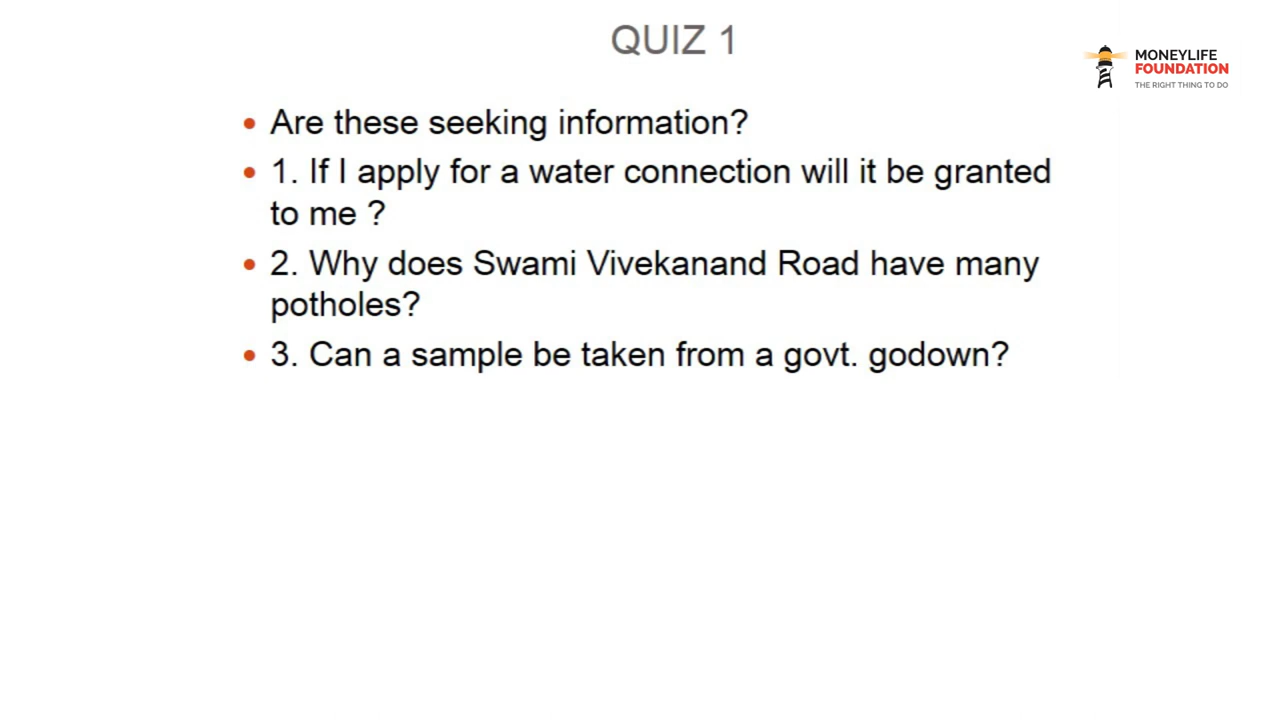 QUIZ 1
MONEYLIFE
FOUNDATION
THE RIGHT THING TO DO
• Are these seeking information?
• 1. If I apply for a water connection will it be granted
to me ?
• 2. Why does Swami Vivekanand Road have many
potholes?
• 3. Can a sample be taken from a govt. godown?